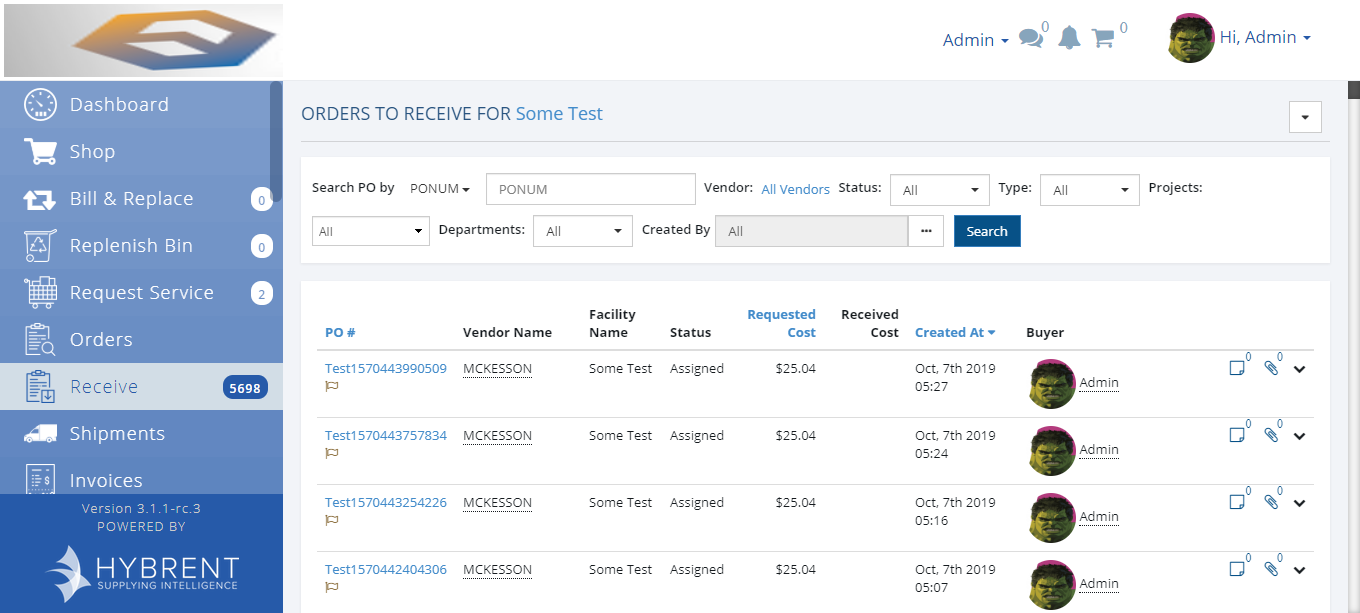 Admin
0
0
Hi, Admin
Dashboard
Shop
Bill & Replace 0
Replenish Bin 0
Request Service 2
Orders
Receive 5698
Shipments
Invoices
Version 3.1.1-rc.3
POWERED BY
HYBRENT
SUPPLYING INTELLIGENCE
ORDERS TO RECEIVE FOR Some Test
Search PO by PONUM PONUM Vendor: All Vendors Status: All Type: All Projects:
All Departments: All Created By All ... Search
PO # Vendor Name Facility Name Status Requested Cost Received Cost Created At Buyer
Test1570443990509 MCKESSON Some Test Assigned $25.04 Oct, 7th 2019 05:27 Admin 0 0
Test1570443757834 MCKESSON Some Test Assigned $25.04 Oct, 7th 2019 05:24 Admin 0 0
Test1570443254226 MCKESSON Some Test Assigned $25.04 Oct, 7th 2019 05:16 Admin 0 0
Test1570442404306 MCKESSON Some Test Assigned $25.04 Oct, 7th 2019 05:07 Admin 0 0